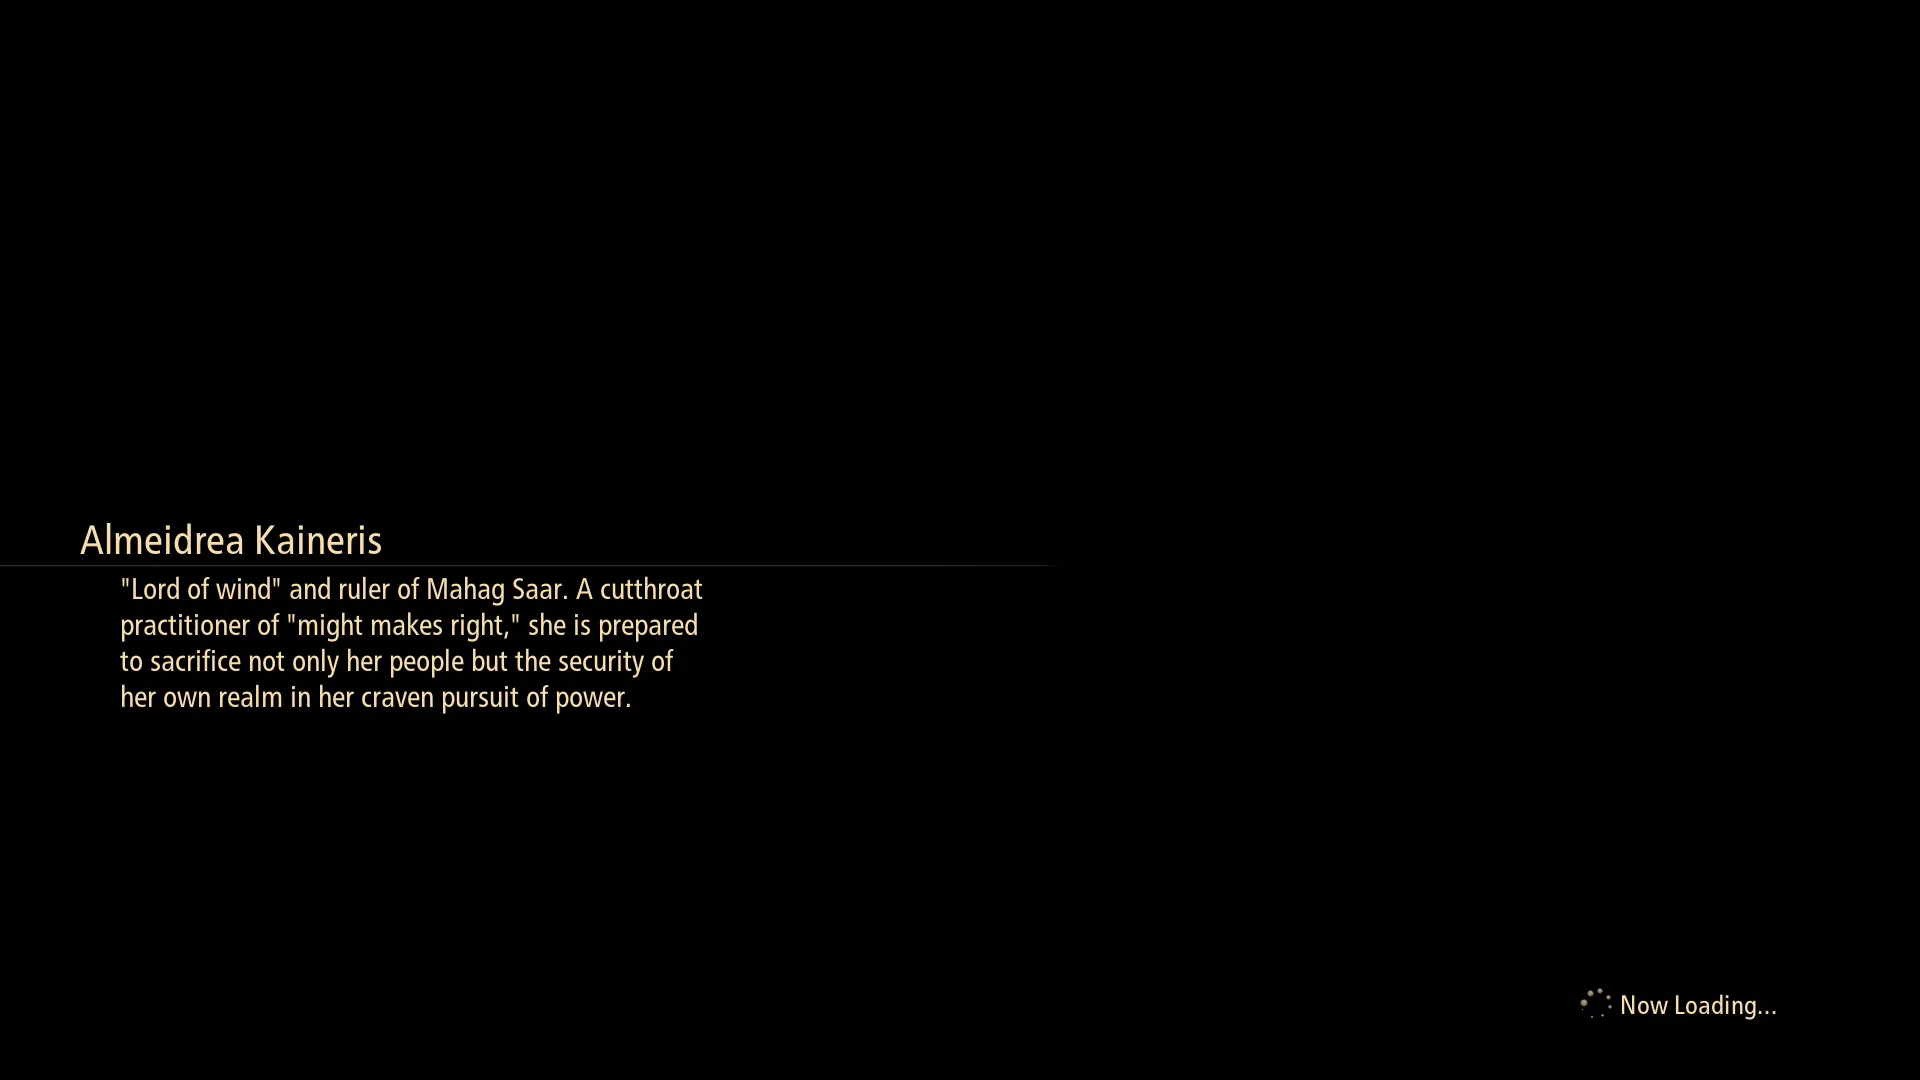 Almeidrea Kaineris
"Lord of wind" and ruler of Mahag Saar. A cutthroat
practitioner of "might makes right," she is prepared
to sacrifice not only her people but the security of
her own realm in her craven pursuit of power.
Now Loading...